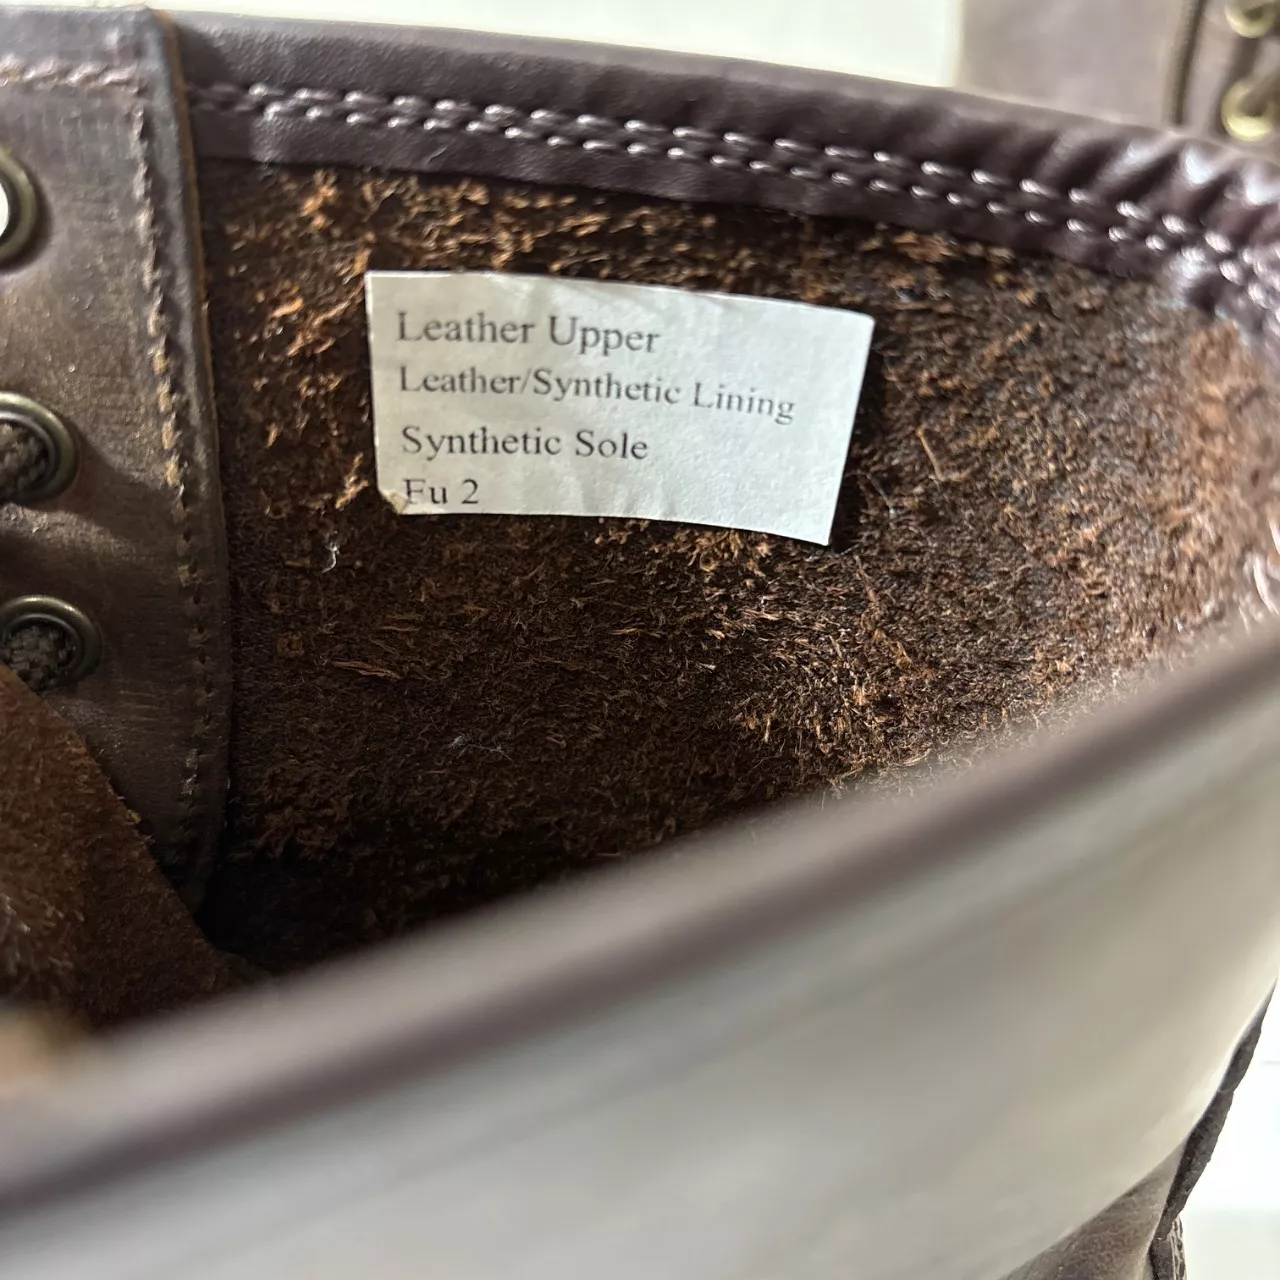 Leather Upper
Leather/Synthetic Lining
Synthetic Sole
Fu 2